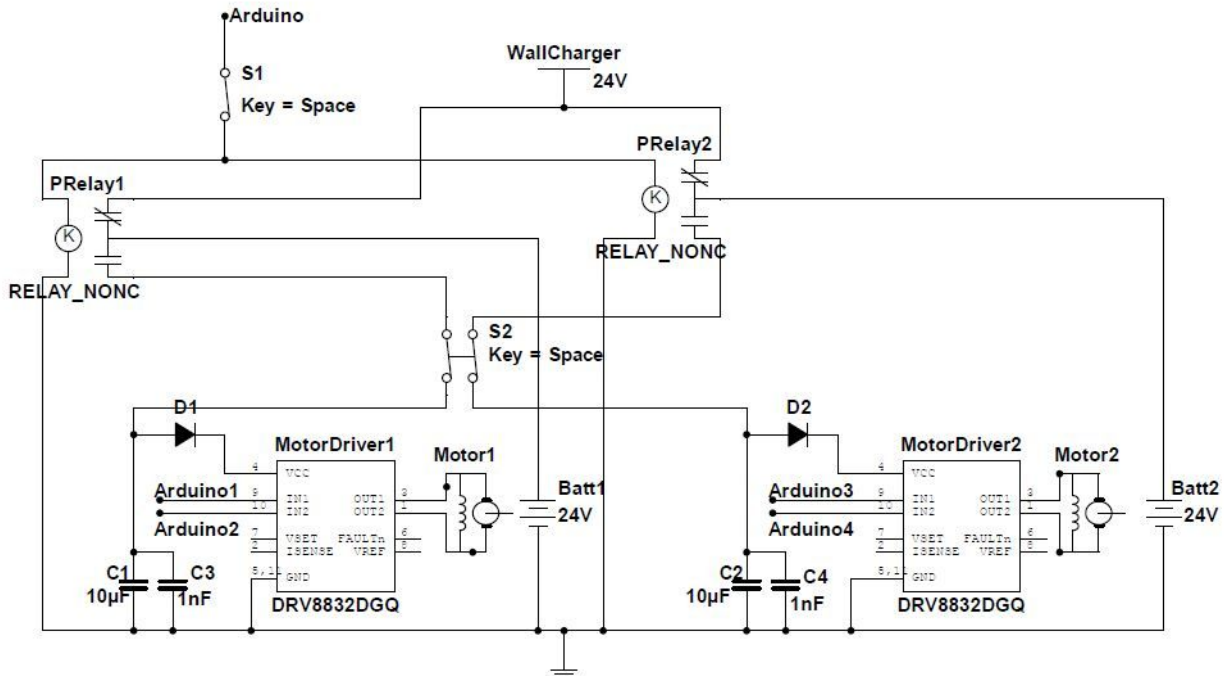 Arduino
S1
Key = Space
WallCharger
24V
PRelay1
K
RELAY_NONC
PRelay2
K
RELAY_NONC
S2
Key = Space
D1
MotorDriver1
4
VCC
Arduino1
9
IN1
OUT1
3
10
IN2
OUT2
1
Arduino2
7
VSET
FAULTn
6
2
ISENSE
VREF
8
5,11
GND
DRV8832DGQ
Motor1
Batt1
24V
C1
10µF
C3
1nF
D2
MotorDriver2
4
VCC
Arduino3
9
IN1
OUT1
3
10
IN2
OUT2
1
Arduino4
7
VSET
FAULTn
6
2
ISENSE
VREF
8
5,11
GND
DRV8832DGQ
Motor2
Batt2
24V
C2
10µF
C4
1nF